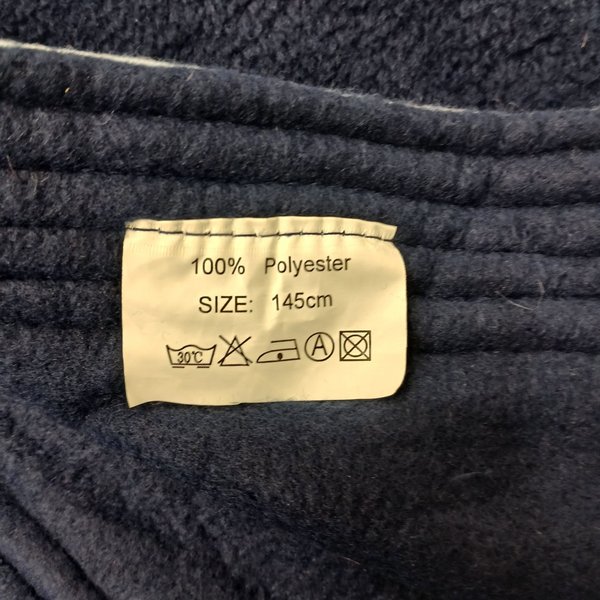 100% Polyester
SIZE: 145cm
30℃ A